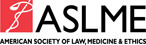 ASLME
AMERICAN SOCIETY OF LAW, MEDICINE & ETHICS